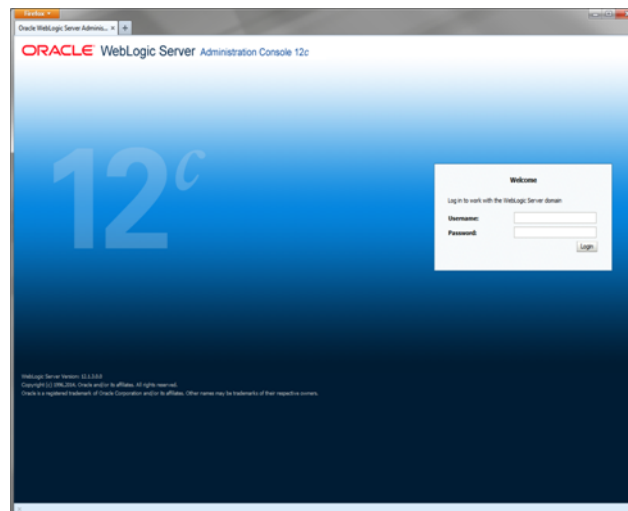 Firefox
Oracle WebLogic Server Adminis... × +
ORACLE WebLogic Server Administration Console 12c
12c
Welcome
Log in to work with the WebLogic Server domain
Username:
Password:
Login
WebLogic Server Version: 12.1.3.0.0
Copyright (c) 1996,2014, Oracle and/or its affiliates. All rights reserved.
Oracle is a registered trademark of Oracle Corporation and/or its affiliates. Other names may be trademarks of their respective owners.